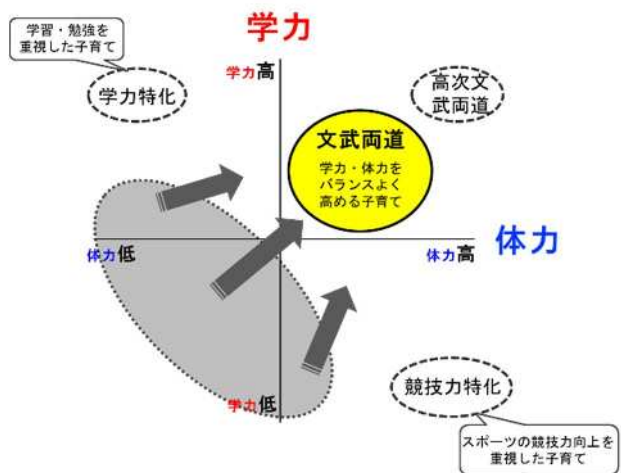 学力
学習・勉強を
重視した子育て
学力高
学力特化
高次文
武両道
文武両道
学力・体力を
バランスよく
高める子育て
体力
体力低
体力高
競技力特化
学力低
スポーツの競技力向上を
重視した子育て